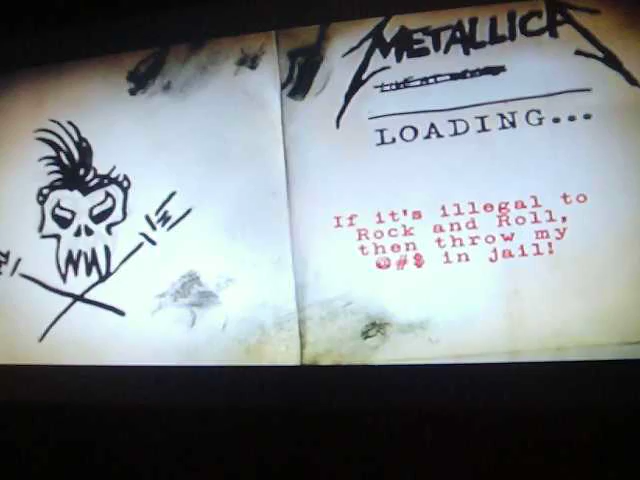 METALLICA
LOADING...
If it's illegal to
Rock and Roll,
then throw my
@#$ in jail!